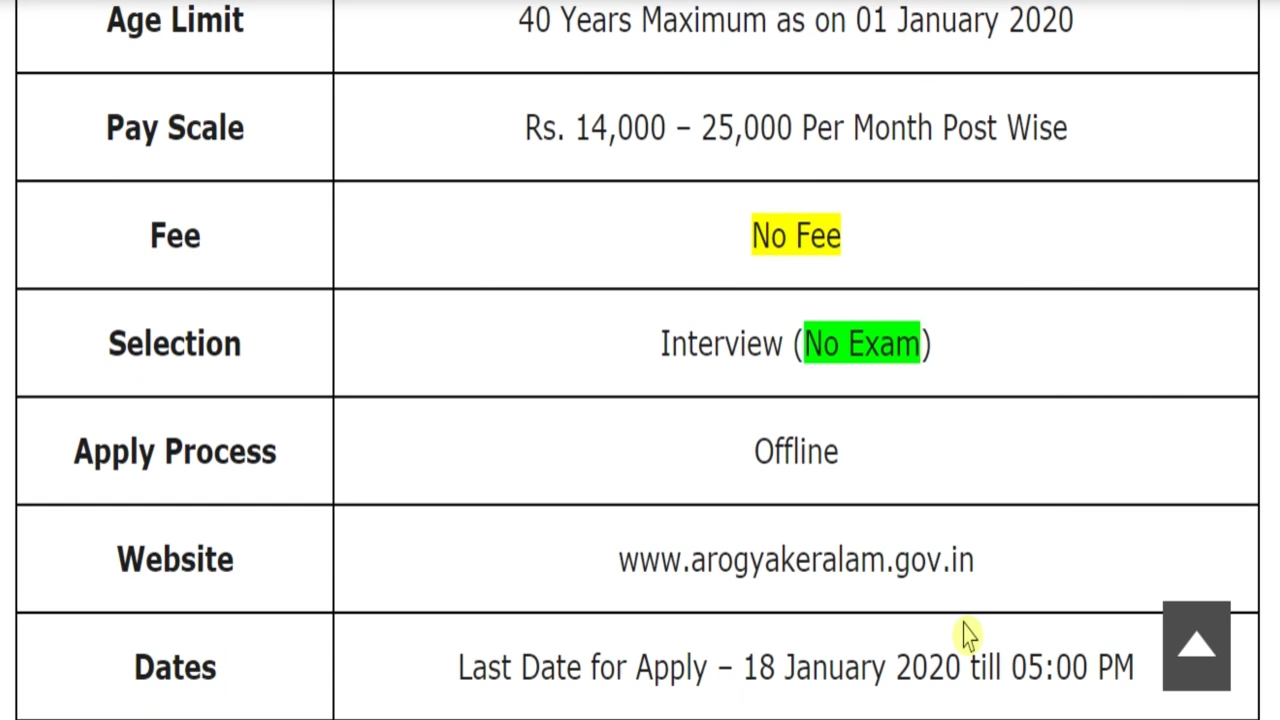 Age Limit 40 Years Maximum as on 01 January 2020
Pay Scale Rs. 14,000 – 25,000 Per Month Post Wise
Fee No Fee
Selection Interview (No Exam)
Apply Process Offline
Website www.arogyakeralam.gov.in
Dates Last Date for Apply – 18 January 2020 till 05:00 PM